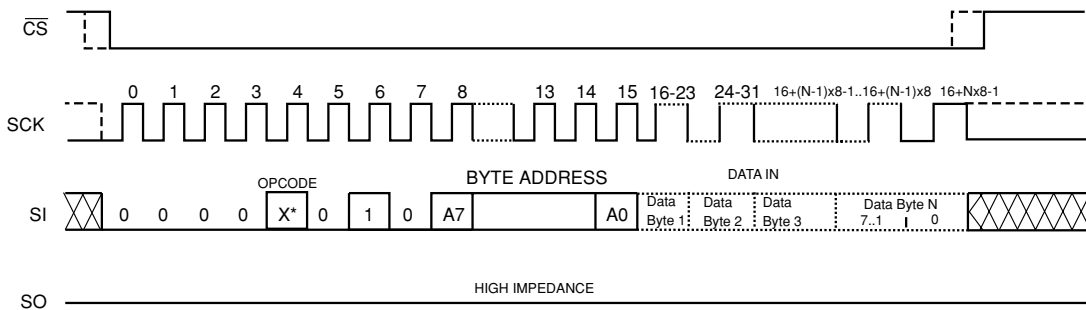 CS
SCK
0 1 2 3 4 5 6 7 8 13 14 15 16-23 24-31 16+(N-1)x8-1..16+(N-1)x8 16+Nx8-1
OPCODE BYTE ADDRESS DATA IN
SI
0 0 0 0 X* 0 1 0 A7 A0
Data Byte 1
Data Byte 2
Data Byte 3
Data Byte N
7..1 0
SO
HIGH IMPEDANCE